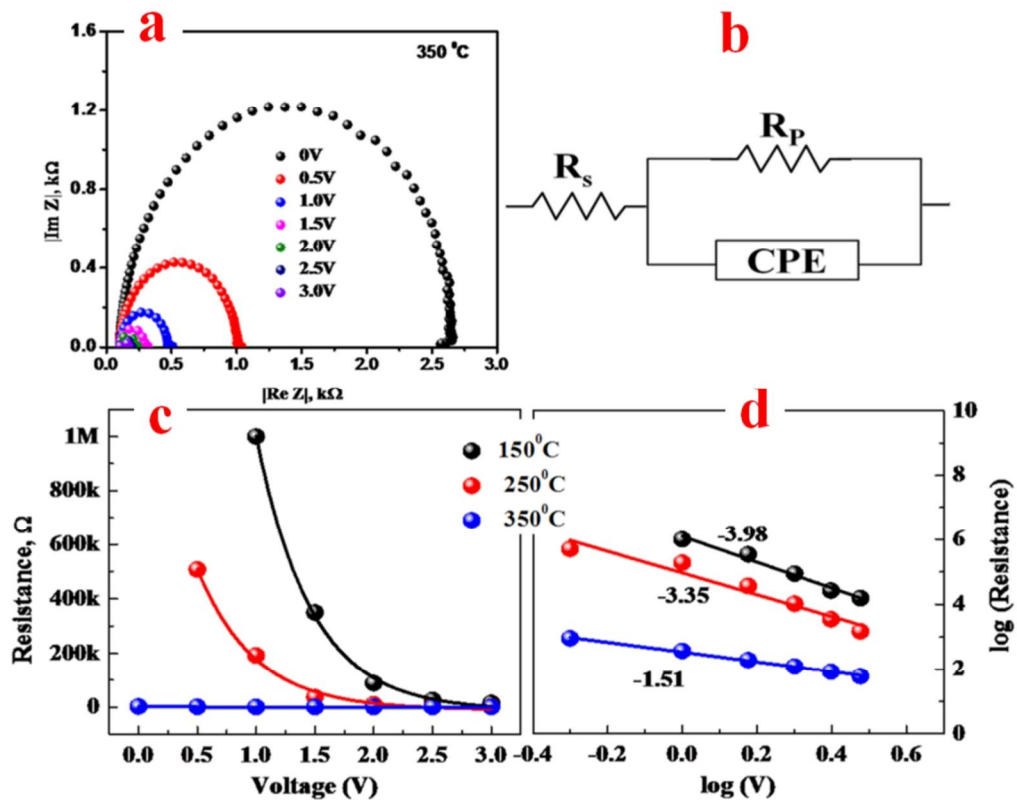 a
350 ⁰C
1.6
1.2
0.8
0.4
0.0
|Im Z|, kΩ
0V
0.5V
1.0V
1.5V
2.0V
2.5V
3.0V
0.0 0.5 1.0 1.5 2.0 2.5 3.0
|Re Z|, kΩ
b
Rₛ
R_P
CPE
c
1M
800k
600k
400k
200k
0
Resistance, Ω
0.0 0.5 1.0 1.5 2.0 2.5 3.0
Voltage (V)
150⁰C
250⁰C
350⁰C
d
-3.98
-3.35
-1.51
10
8
6
4
2
0
log (Resistance)
-0.4 -0.2 0.0 0.2 0.4 0.6
log (V)